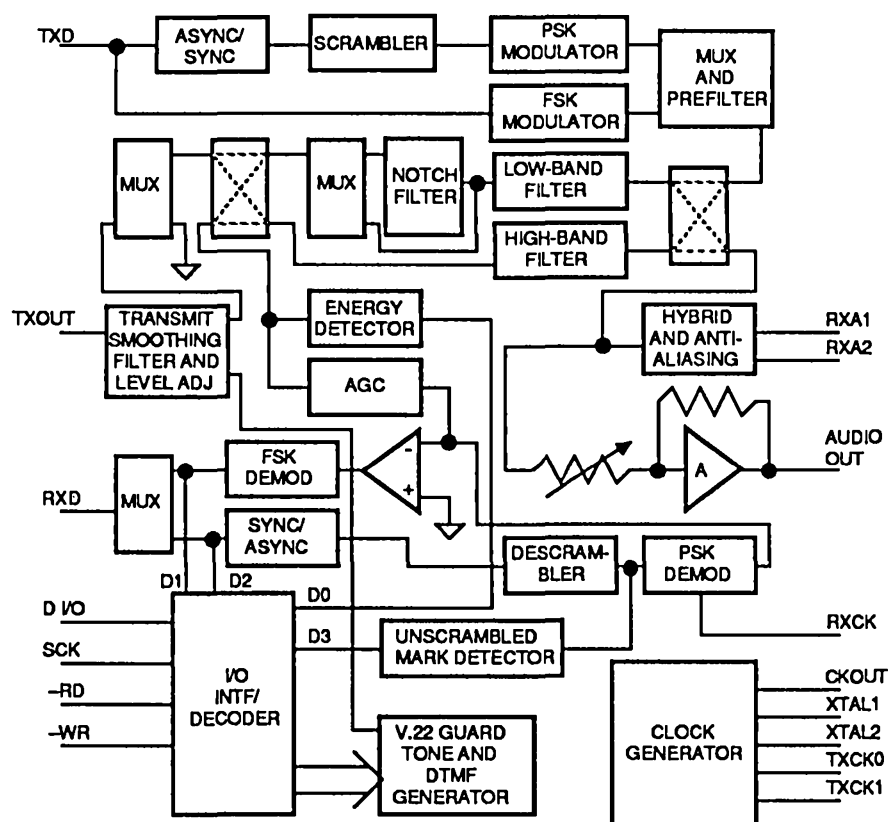 TXD
ASYNC/
SYNC
SCRAMBLER
PSK
MODULATOR
MUX
AND
PREFILTER
FSK
MODULATOR
MUX
MUX
NOTCH
FILTER
LOW-BAND
FILTER
HIGH-BAND
FILTER
TXOUT
TRANSMIT
SMOOTHING
FILTER AND
LEVEL ADJ
ENERGY
DETECTOR
AGC
HYBRID
AND ANTI-
ALIASING
RXA1
RXA2
AUDIO
OUT
A
RXD
MUX
FSK
DEMOD
-
+
SYNC/
ASYNC
DESCRAM-
BLER
PSK
DEMOD
RXCK
D1
D2
D0
D3
D I/O
SCK
–RD
–WR
I/O
INTF/
DECODER
UNSCRAMBLED
MARK DETECTOR
V.22 GUARD
TONE AND
DTMF
GENERATOR
CLOCK
GENERATOR
CKOUT
XTAL1
XTAL2
TXCK0
TXCK1